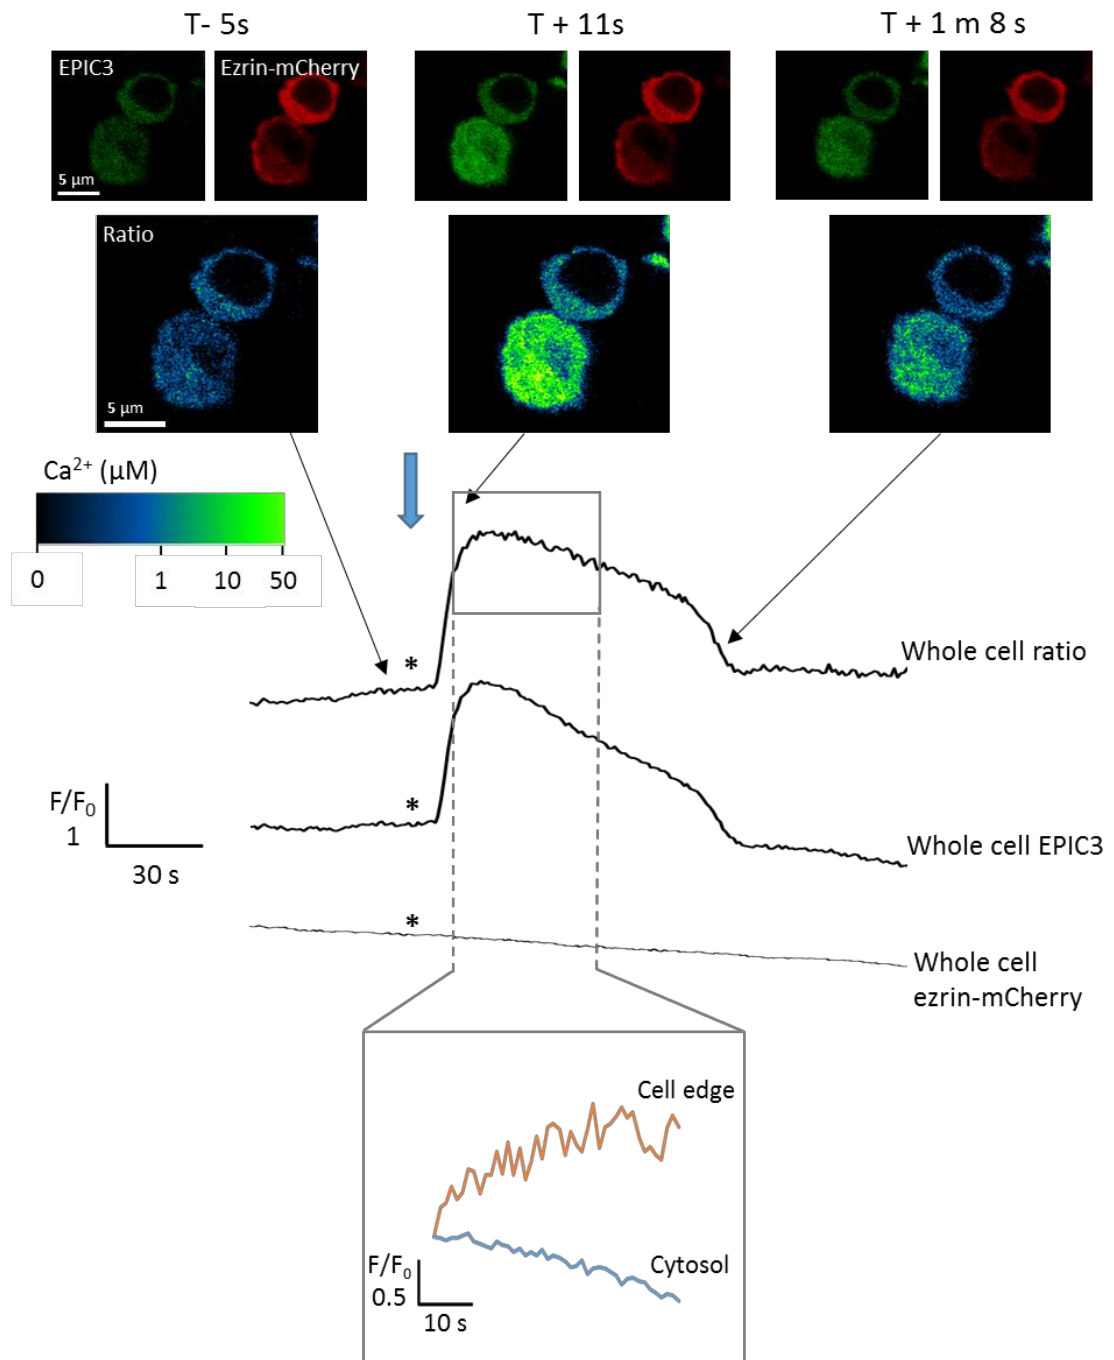 T- 5s
T + 11s
T + 1 m 8 s
EPIC3
Ezrin-mCherry
5 µm
Ratio
5 µm
Ca²⁺ (µM)
0
1
10
50
*
Whole cell ratio
*
F/F₀
1
30 s
Whole cell EPIC3
*
Whole cell
ezrin-mCherry
Cell edge
F/F₀
0.5
10 s
Cytosol